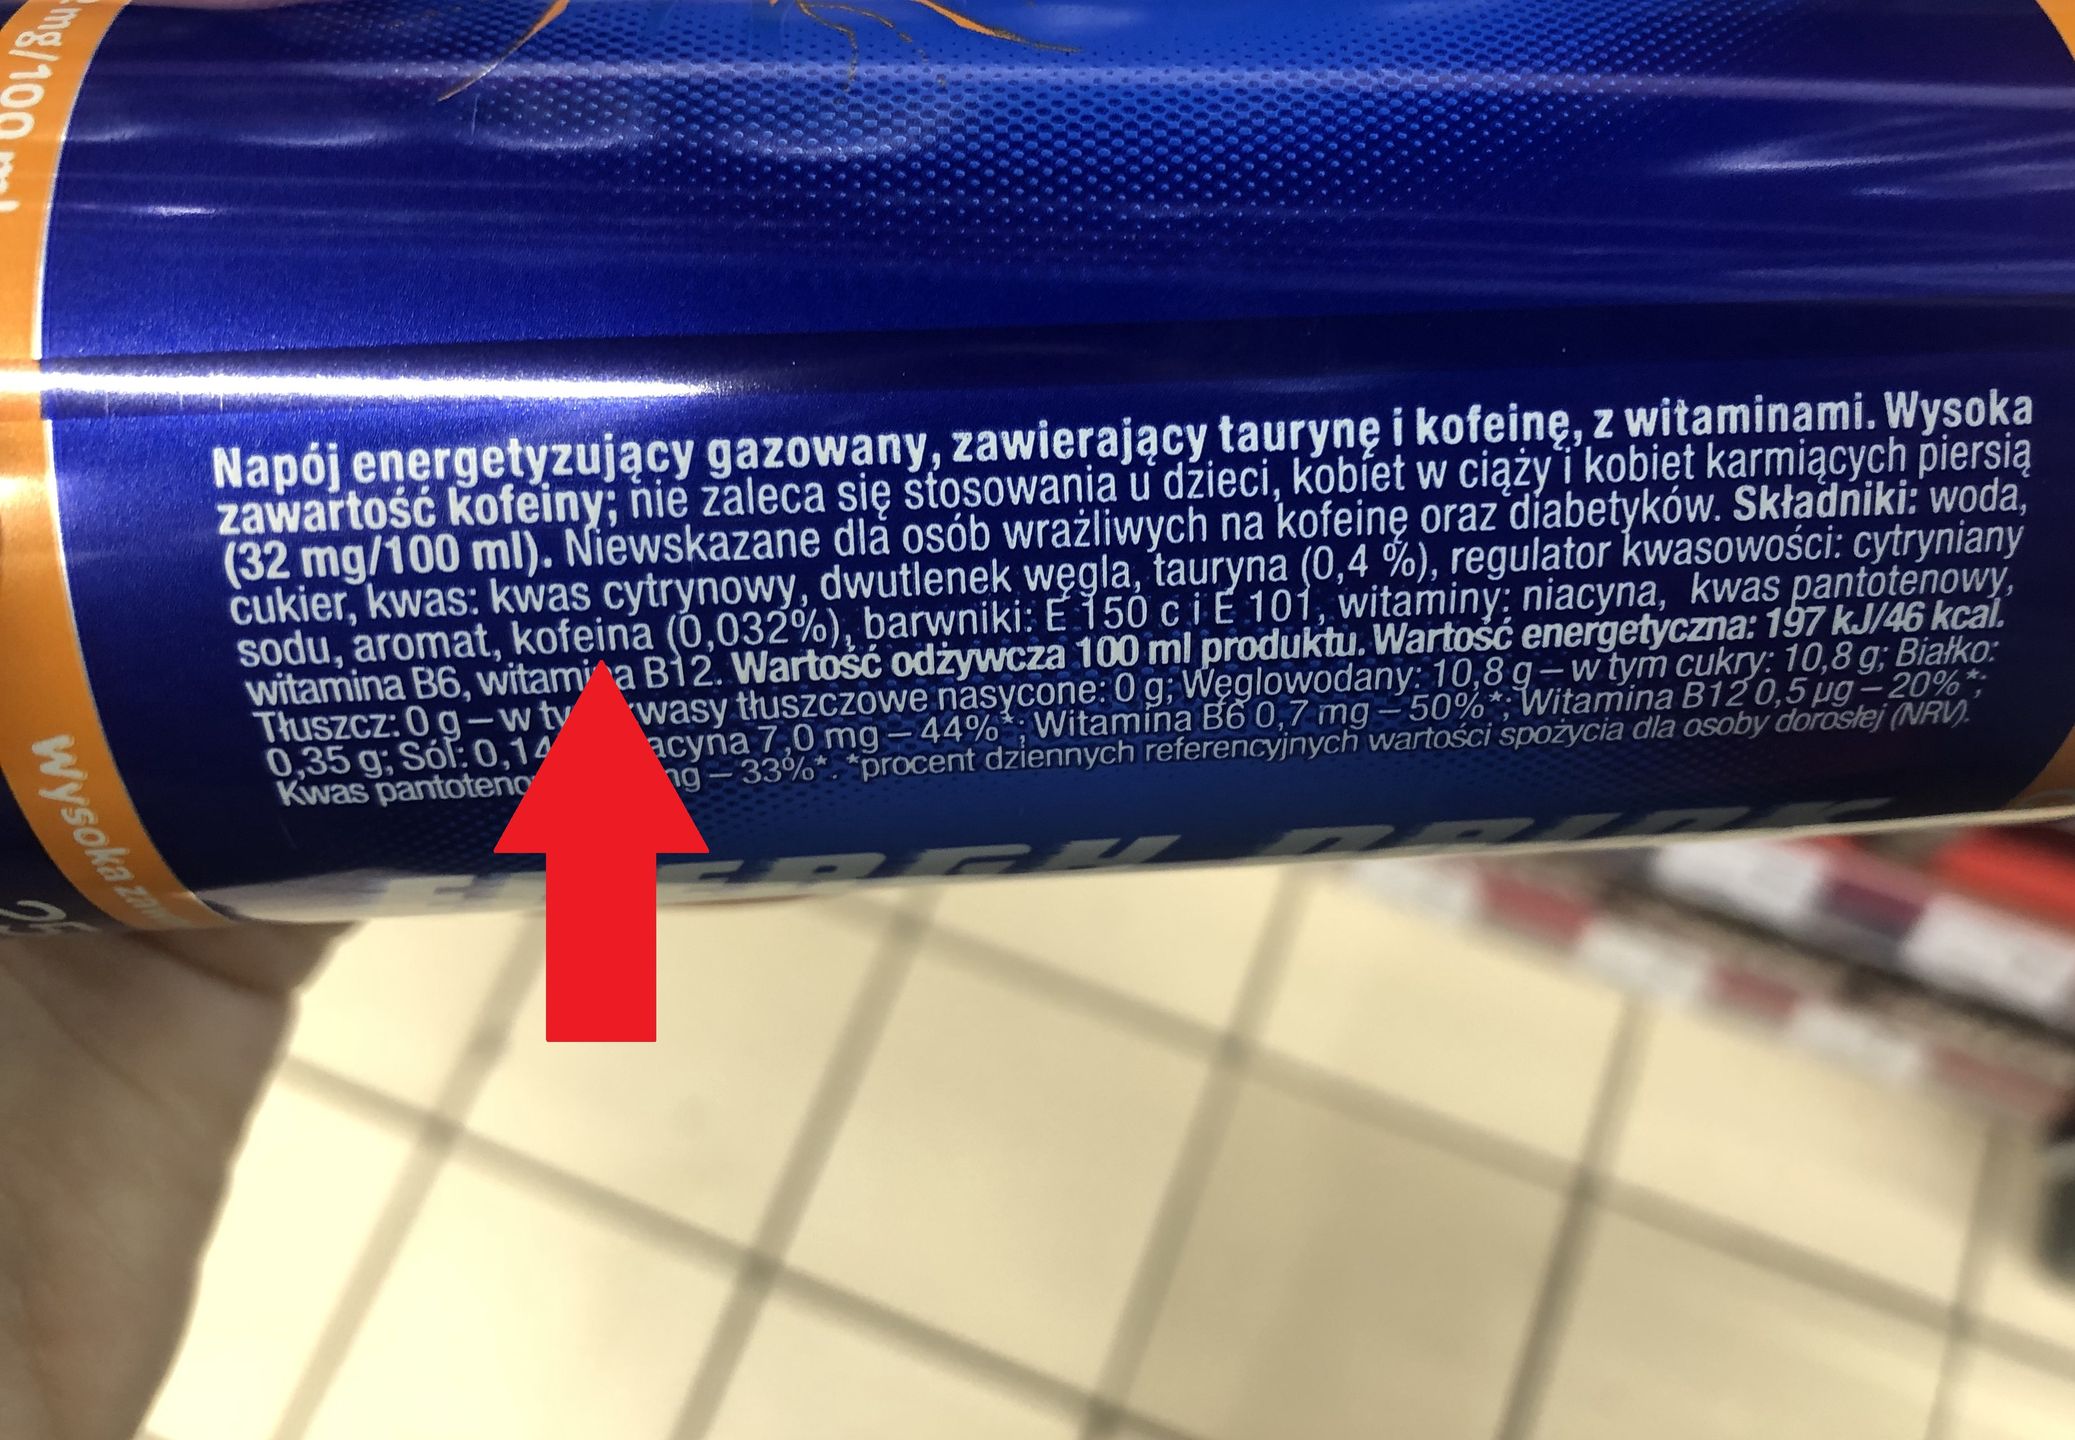 mg/100 ml
Wysoka
Napój energetyzujący gazowany, zawierający taurynę i kofeinę, z witaminami. Wysoka
zawartość kofeiny; nie zaleca się stosowania u dzieci, kobiet w ciąży i kobiet karmiących piersią
(32 mg/100 ml). Niewskazane dla osób wrażliwych na kofeinę oraz diabetyków. Składniki: woda,
cukier, kwas: kwas cytrynowy, dwutlenek węgla, tauryna (0,4 %), regulator kwasowości: cytryniany
sodu, aromat, kofeina (0,032%), barwniki: E 150 c i E 101, witaminy: niacyna, kwas pantotenowy,
witamina B6, witamina B12. Wartość odżywcza 100 ml produktu. Wartość energetyczna: 197 kJ/46 kcal.
Tłuszcz: 0 g – w kwasy tłuszczowe nasycone: 0 g; Węglowodany: 10,8 g – w tym cukry: 10,8 g; Białko:
0,35 g; Sól: 7,0 mg – 44%*; Witamina B6 0,7 mg – 50%*; Witamina B12 0,5 µg – 20%*;
Kwas – 33%*. *procent dziennych referencyjnych wartości spożycia dla osoby dorosłej (NRV).
ENERGY DRINK